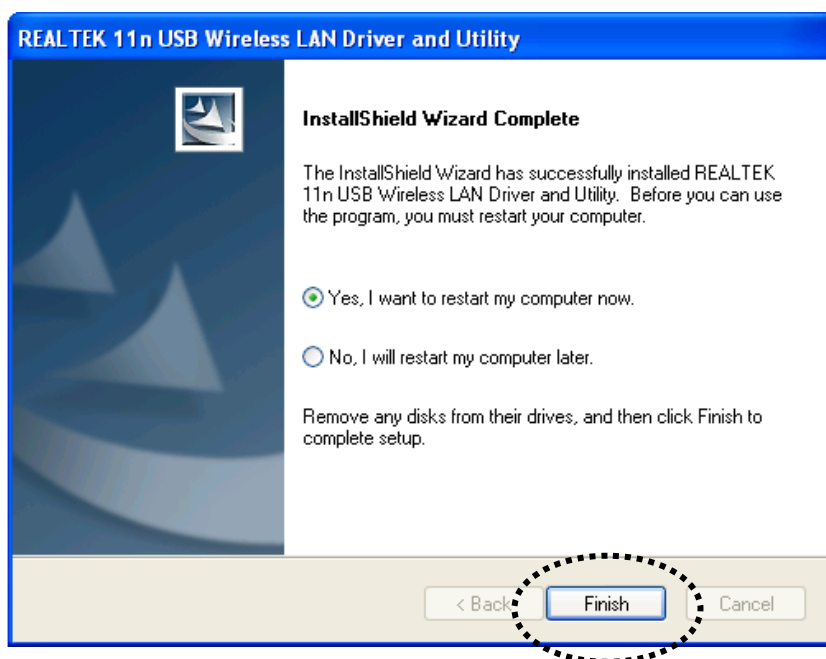 REALTEK 11n USB Wireless LAN Driver and Utility
InstallShield Wizard Complete
The InstallShield Wizard has successfully installed REALTEK
11n USB Wireless LAN Driver and Utility. Before you can use
the program, you must restart your computer.
Yes, I want to restart my computer now.
No, I will restart my computer later.
Remove any disks from their drives, and then click Finish to
complete setup.
< Back Finish Cancel